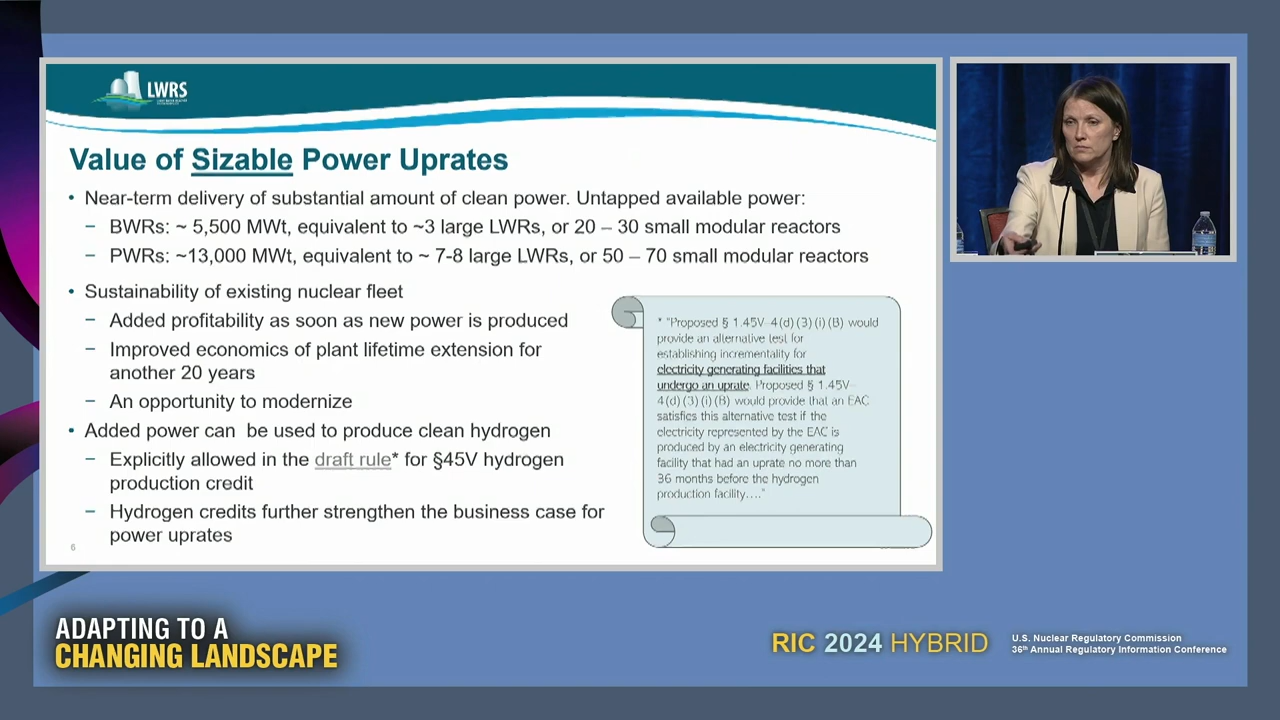 LWRS
Value of Sizable Power Uprates
• Near-term delivery of substantial amount of clean power. Untapped available power:
− BWRs: ~ 5,500 MWt, equivalent to ~3 large LWRs, or 20 – 30 small modular reactors
− PWRs: ~13,000 MWt, equivalent to ~ 7-8 large LWRs, or 50 – 70 small modular reactors
• Sustainability of existing nuclear fleet
− Added profitability as soon as new power is produced
− Improved economics of plant lifetime extension for
another 20 years
− An opportunity to modernize
• Added power can be used to produce clean hydrogen
− Explicitly allowed in the draft rule* for §45V hydrogen
production credit
− Hydrogen credits further strengthen the business case for
power uprates
6
* "Proposed § 1.45V–4(d)(3)(i)(B) would
provide an alternative test for
establishing incrementality for
electricity generating facilities that
undergo an uprate. Proposed § 1.45V–
4(d)(3)(i)(B) would provide that an EAC
satisfies this alternative test if the
electricity represented by the EAC is
produced by an electricity generating
facility that had an uprate no more than
36 months before the hydrogen
production facility…."
ADAPTING TO A
CHANGING LANDSCAPE
RIC 2024 HYBRID
U.S. Nuclear Regulatory Commission
36th Annual Regulatory Information Conference